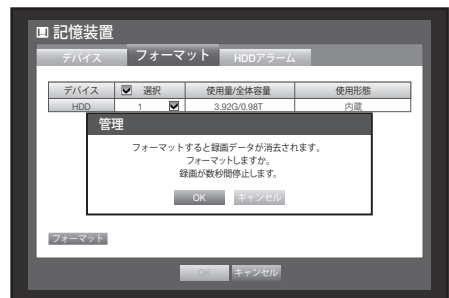 記憶装置
デバイス フォーマット HDDアラーム
デバイス 選択 使用量/全体容量 使用形態
HDD 1 3.92G/0.98T 内蔵
管理
フォーマットすると録画データが消去されます。
フォーマットしますか。
録画が数秒間停止します。
OK キャンセル
フォーマット
OK キャンセル